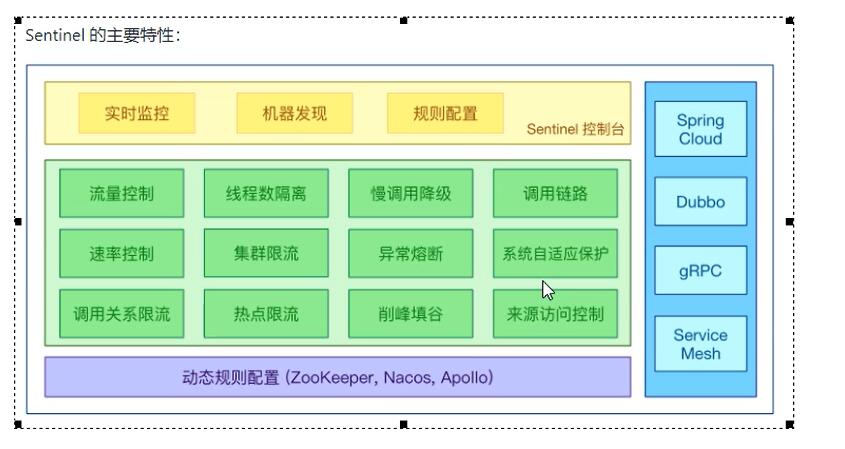 Sentinel 的主要特性:
实时监控
机器发现
规则配置
Sentinel 控制台
流量控制
线程数隔离
慢调用降级
调用链路
速率控制
集群限流
异常熔断
系统自适应保护
调用关系限流
热点限流
削峰填谷
来源访问控制
动态规则配置 (ZooKeeper, Nacos, Apollo)
Spring
Cloud
Dubbo
gRPC
Service
Mesh